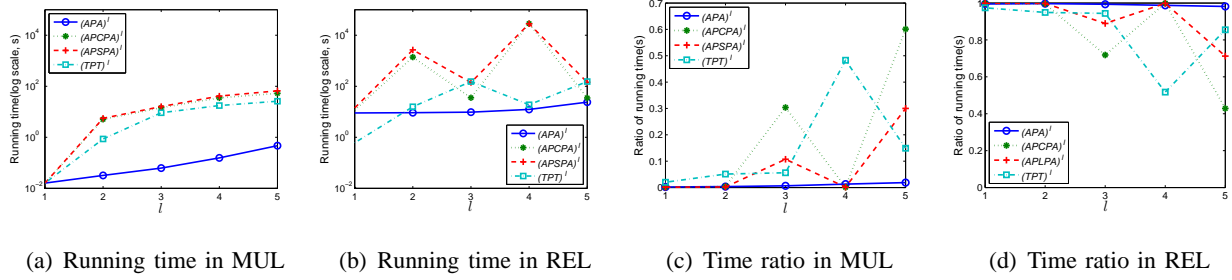 Running time(log scale, s)
10^4
10^2
10^0
10^-2
1 2 3 4 5
l
(APA)^l
(APCPA)^l
(APSPA)^l
(TPT)^l
(a) Running time in MUL
Running time(log scale, s)
10^4
10^2
10^0
10^-2
1 2 3 4 5
l
(APA)^l
(APCPA)^l
(APSPA)^l
(TPT)^l
(b) Running time in REL
Ratio of running time(s)
0.7
0.6
0.5
0.4
0.3
0.2
0.1
0
1 2 3 4 5
l
(APA)^l
(APCPA)^l
(APSPA)^l
(TPT)^l
(c) Time ratio in MUL
Ratio of running time(s)
1
0.8
0.6
0.4
0.2
0
1 2 3 4 5
l
(APA)^l
(APCPA)^l
(APLPA)^l
(TPT)^l
(d) Time ratio in REL